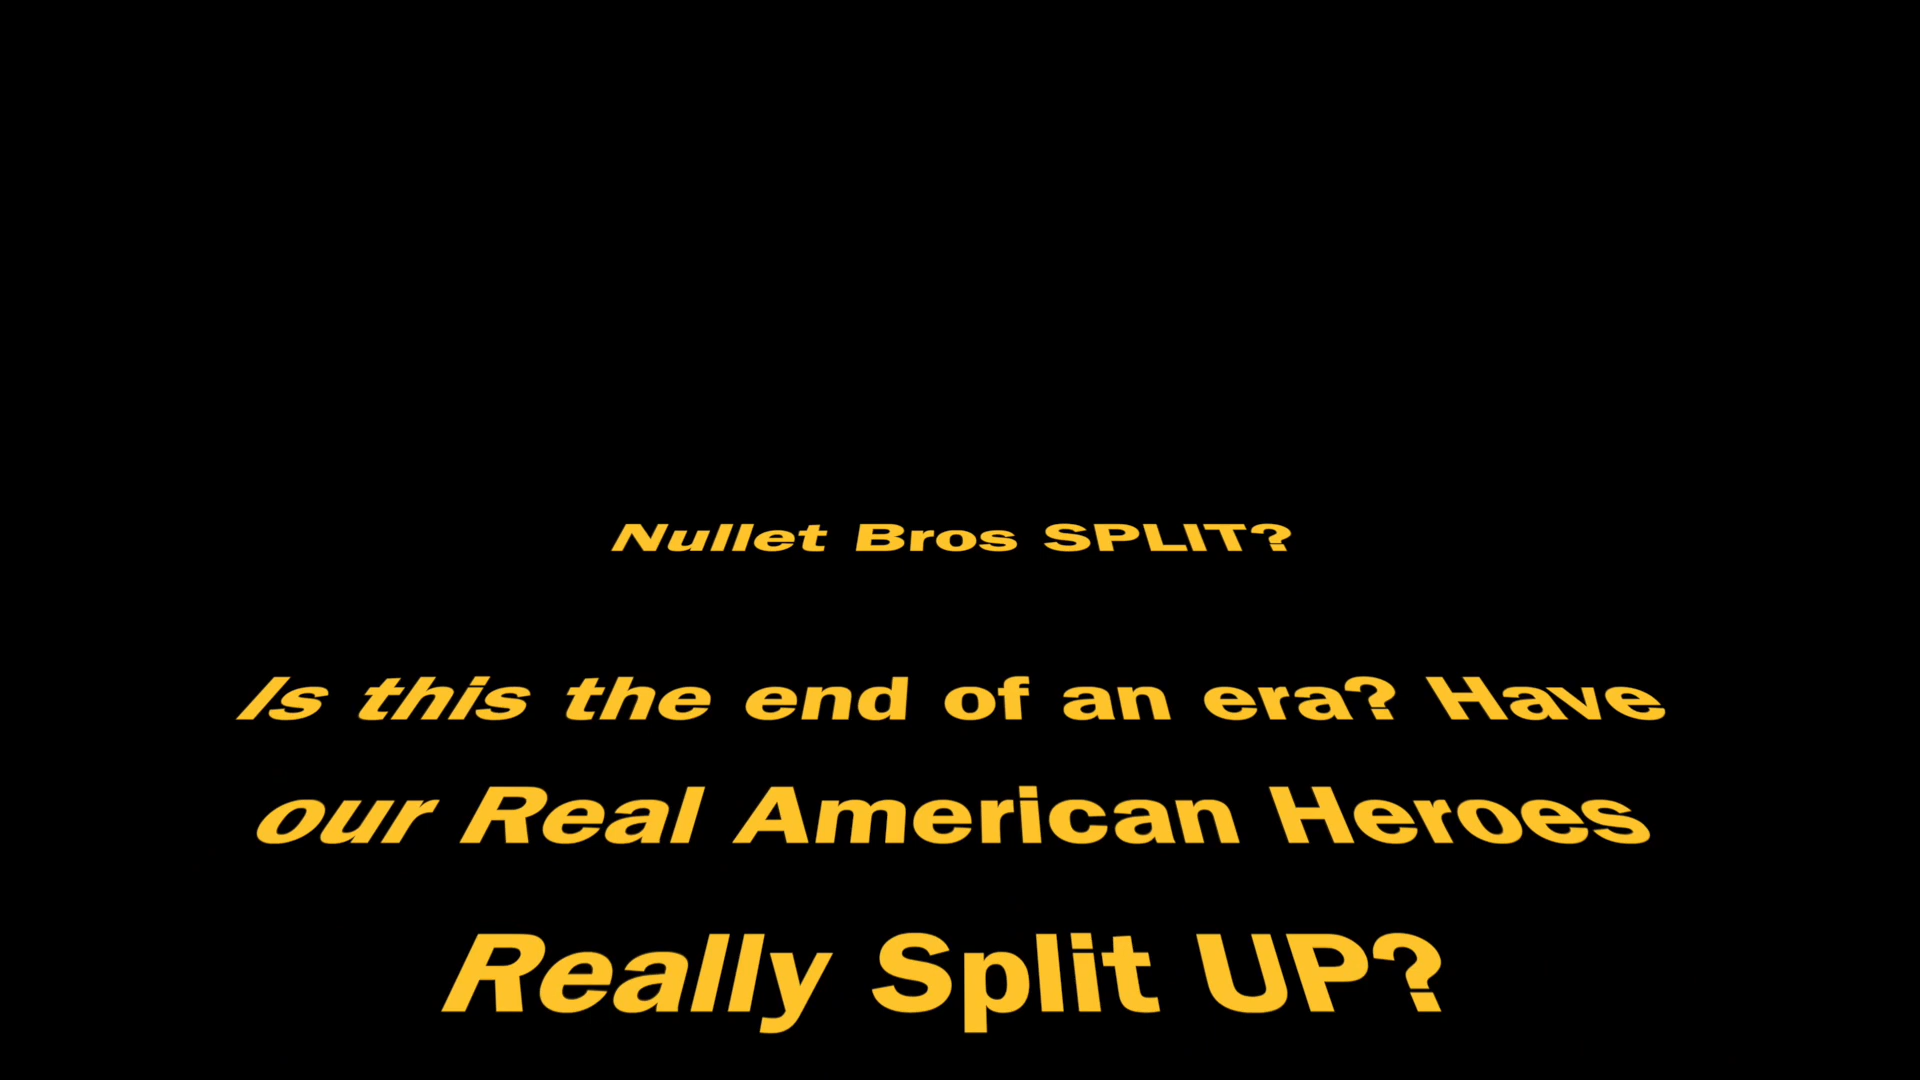 Nullet Bros SPLIT?
Is this the end of an era? Have
our Real American Heroes
Really Split UP?